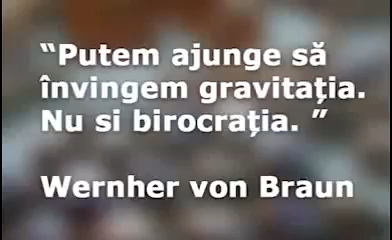 “Putem ajunge să
învingem gravitația.
Nu si birocrația. ”
Wernher von Braun